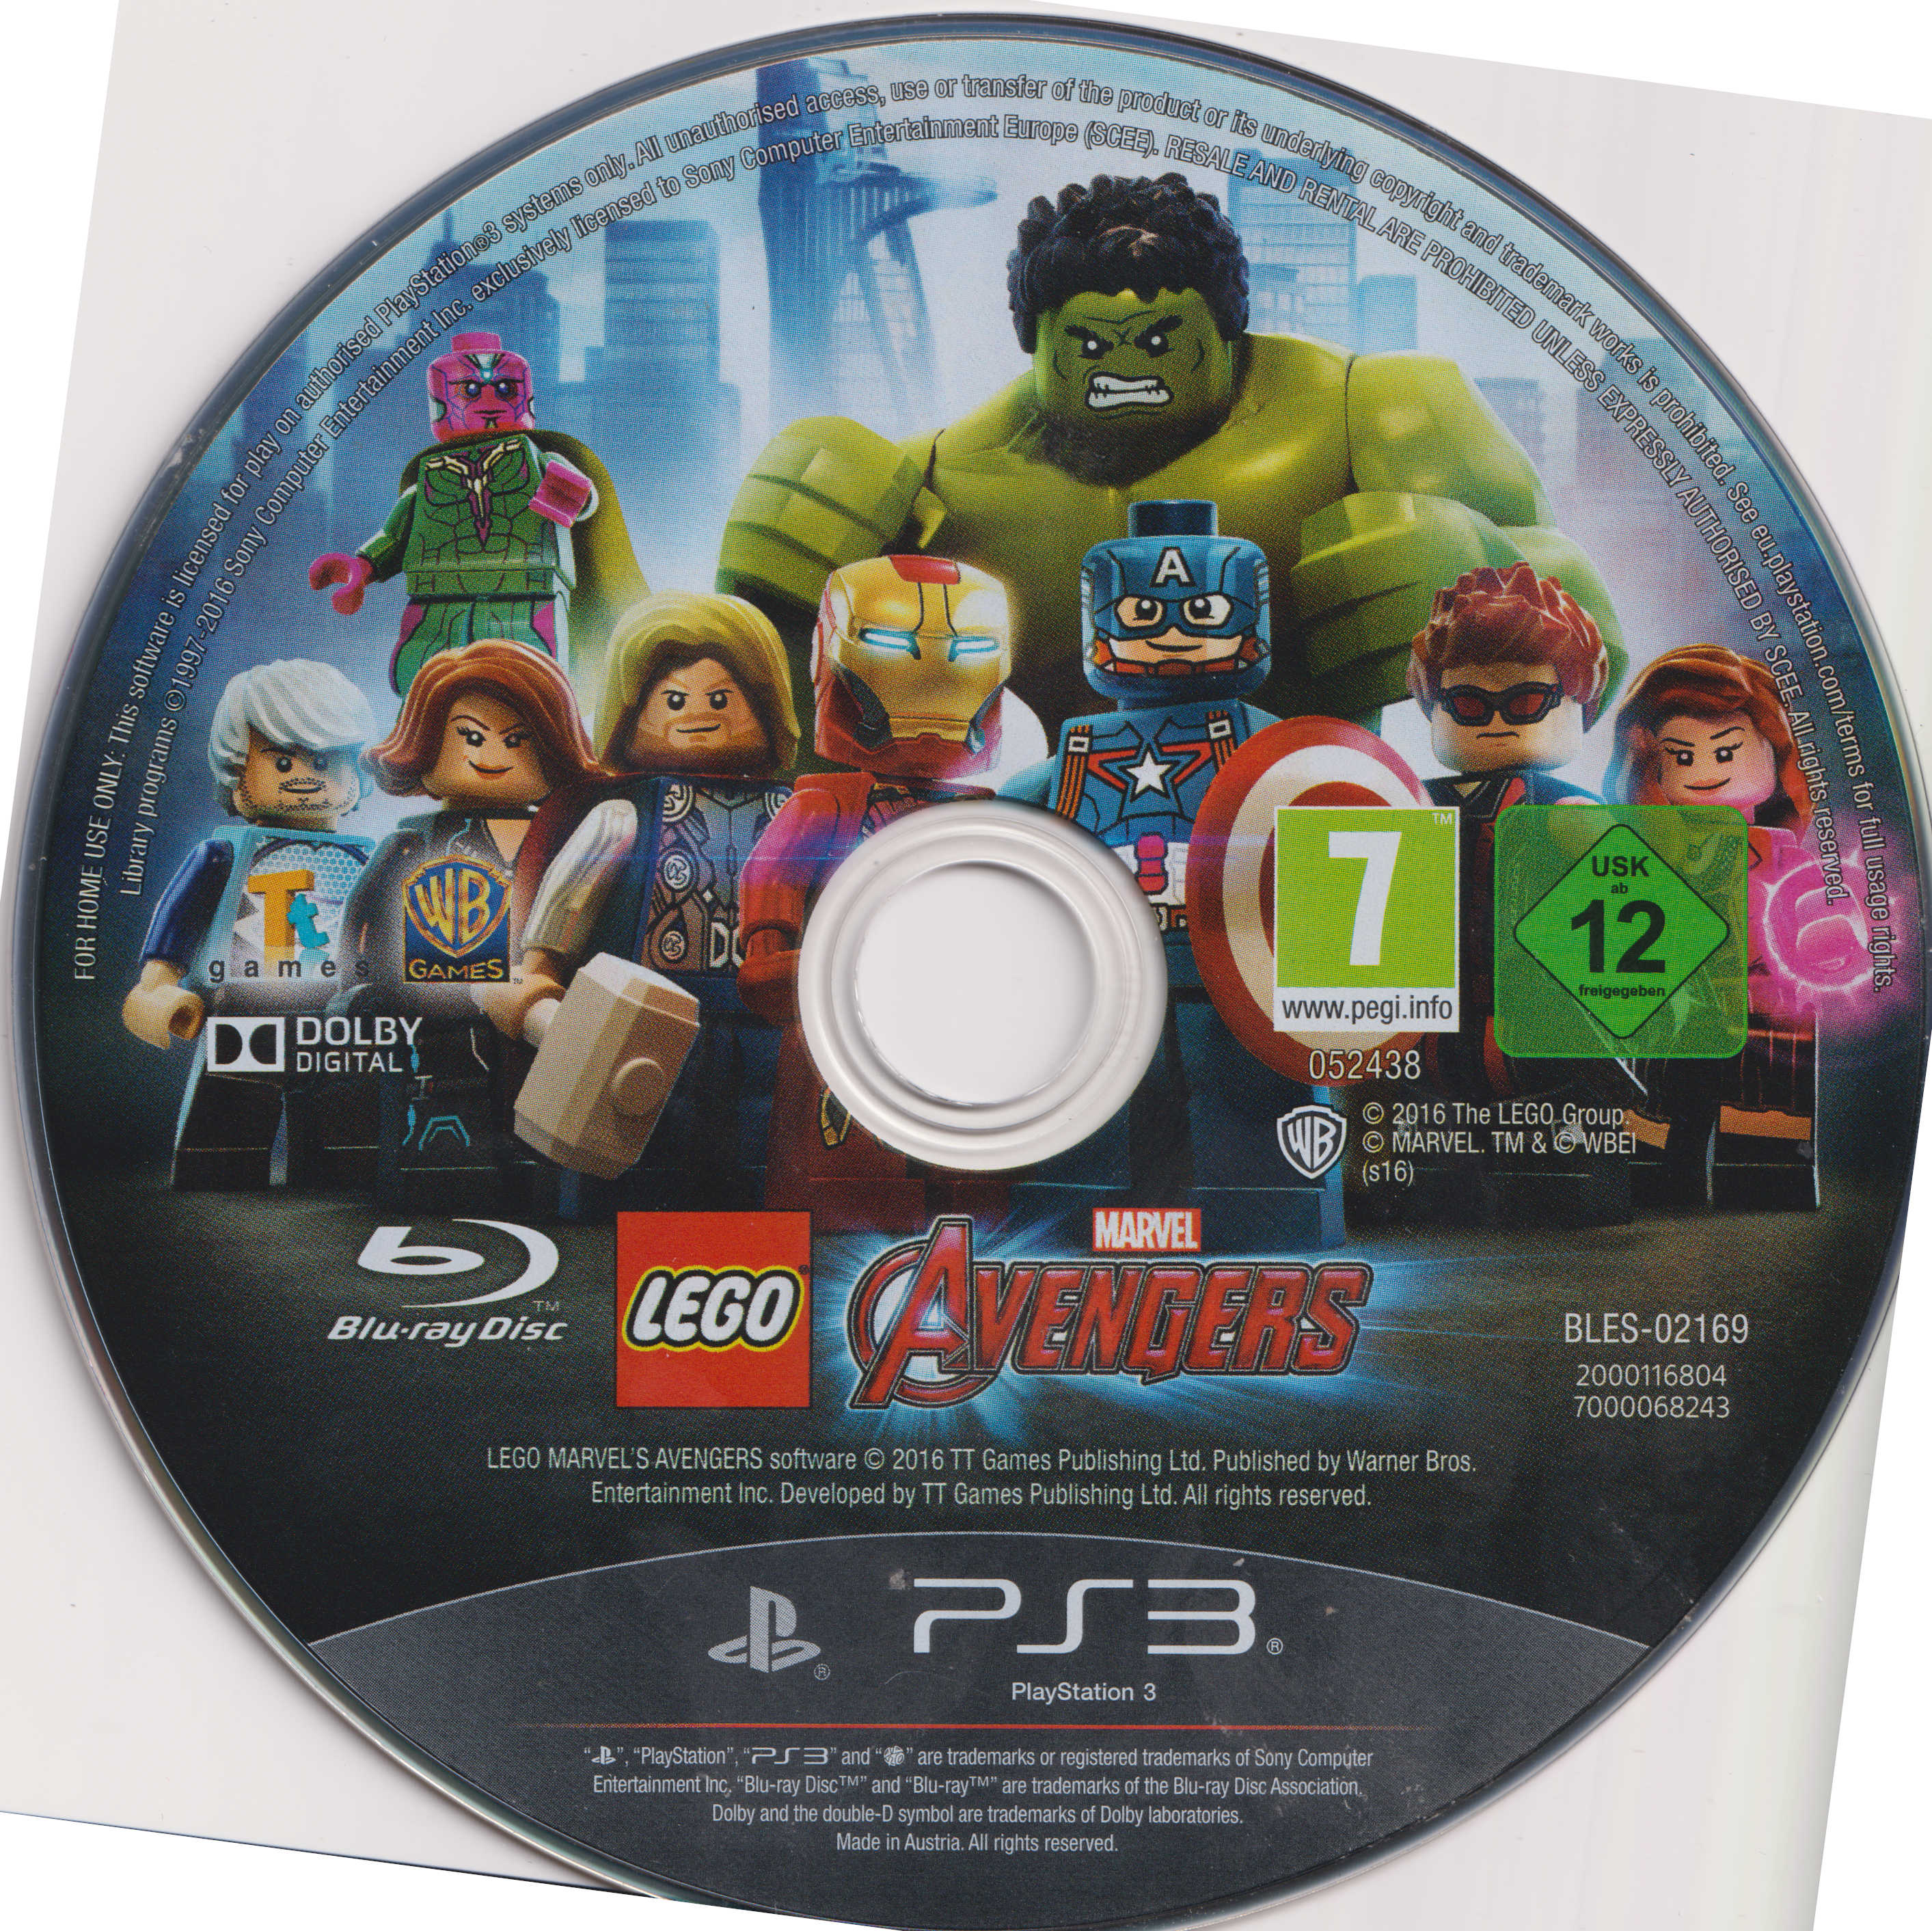 FOR HOME USE ONLY: This software is licensed for play on authorised PlayStation®3 systems only. All unauthorised access, use or transfer of the product or its underlying copyright and trademark works is prohibited. See eu.playstation.com/terms for full usage rights.
Library programs ©1997-2016 Sony Computer Entertainment Inc. exclusively licensed to Sony Computer Entertainment Europe (SCEE). RESALE AND RENTAL ARE PROHIBITED UNLESS EXPRESSLY AUTHORISED BY SCEE. All rights reserved.
A
Tt
games
WB
GAMES™
DOLBY
DIGITAL
7™
www.pegi.info
USK
ab
12
freigegeben
052438
WB
© 2016 The LEGO Group.
© MARVEL. TM & © WBEI
(s16)
Blu-ray Disc™
LEGO®
MARVEL
AVENGERS
BLES-02169
2000116804
7000068243
LEGO MARVEL'S AVENGERS software © 2016 TT Games Publishing Ltd. Published by Warner Bros.
Entertainment Inc. Developed by TT Games Publishing Ltd. All rights reserved.
® PS3®
PlayStation 3
“ ”, “PlayStation”, “PS3” and “ ” are trademarks or registered trademarks of Sony Computer
Entertainment Inc. “Blu-ray Disc™” and “Blu-ray™” are trademarks of the Blu-ray Disc Association.
Dolby and the double-D symbol are trademarks of Dolby laboratories.
Made in Austria. All rights reserved.